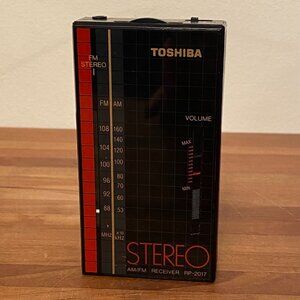 TOSHIBA
FM
STEREO
FM AM
VOLUME
108 160
104 140
120
100 100
96 80
92 70
60
88 53
MAX
MIN
MHz x10 kHz
STEREO
AM/FM RECEIVER RP-2017